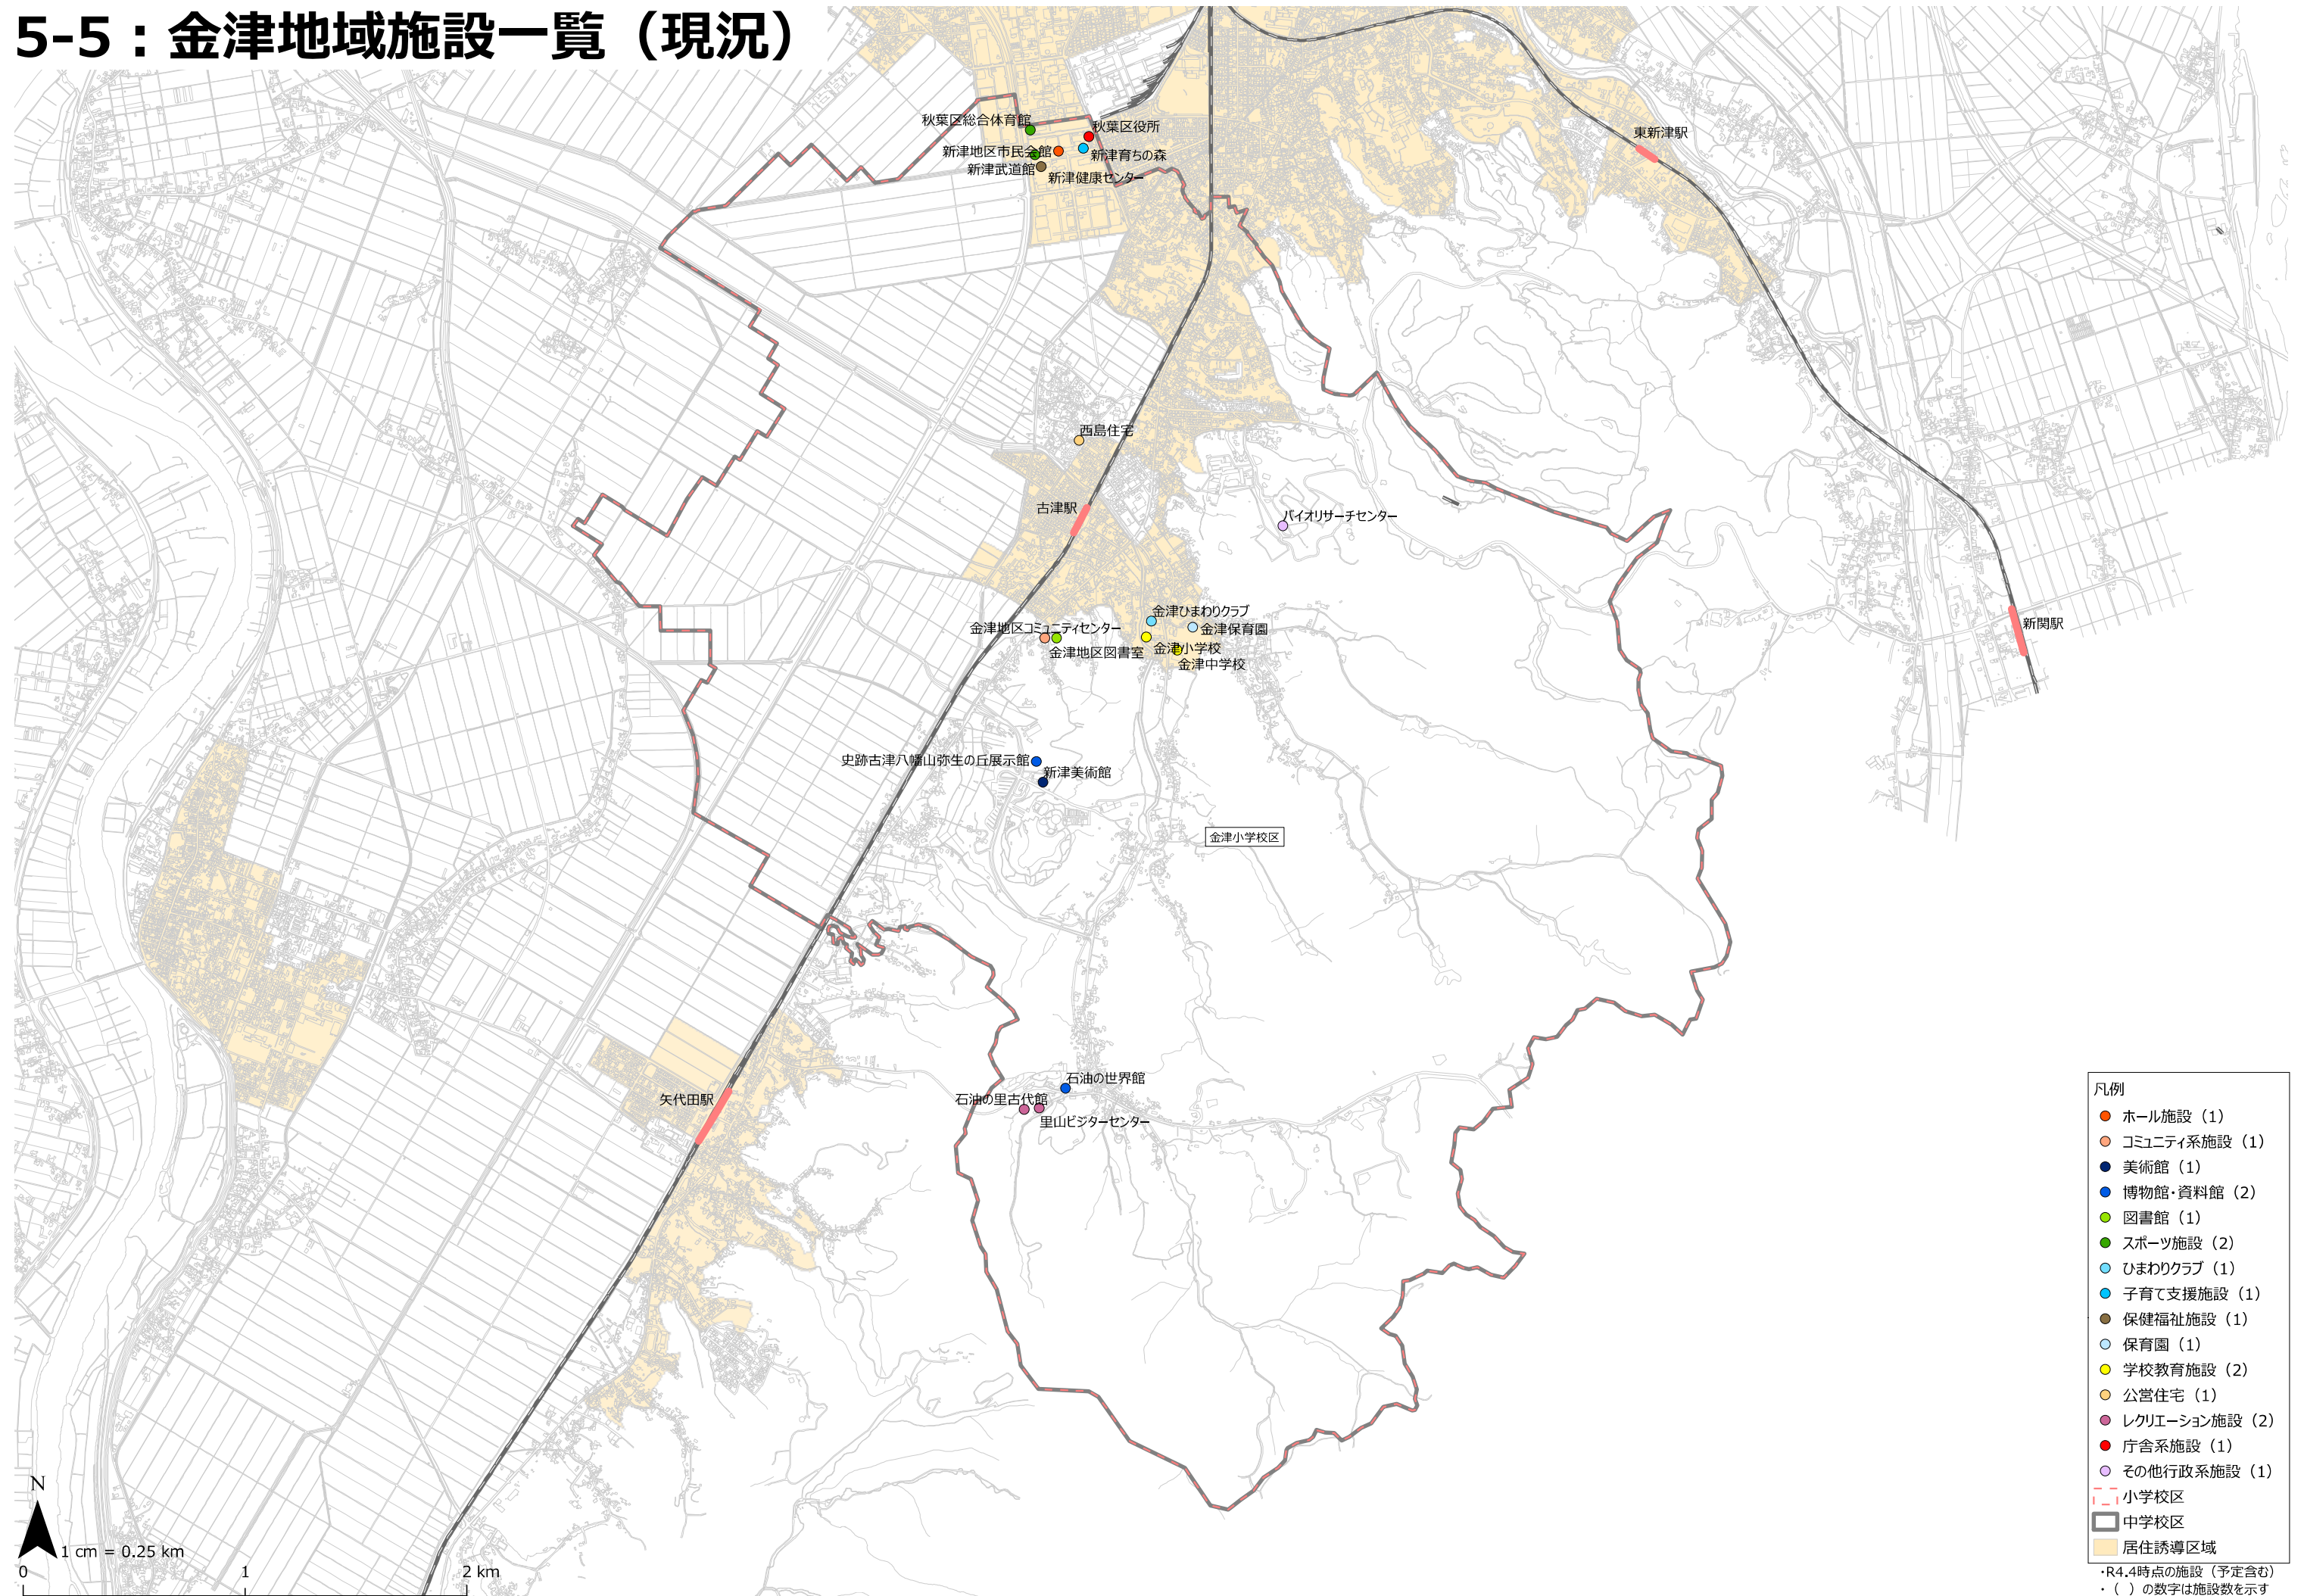 5-5：金津地域施設一覧（現況）
秋葉区総合体育館
秋葉区役所
東新津駅
新津地区市民会館
新津育ちの森
新津武道館
新津健康センター
西島住宅
古津駅
バイオリサーチセンター
金津ひまわりクラブ
新関駅
金津地区コミュニティセンター
金津保育園
金津地区図書室
金津小学校
金津中学校
史跡古津八幡山弥生の丘展示館
新津美術館
金津小学校区
石油の世界館
矢代田駅
石油の里古代館
里山ビジターセンター
凡例
ホール施設（1）
コミュニティ系施設（1）
美術館（1）
博物館・資料館（2）
図書館（1）
スポーツ施設（2）
ひまわりクラブ（1）
子育て支援施設（1）
保健福祉施設（1）
保育園（1）
学校教育施設（2）
公営住宅（1）
レクリエーション施設（2）
庁舎系施設（1）
その他行政系施設（1）
小学校区
中学校区
居住誘導区域
・R4.4時点の施設（予定含む）
・（ ）の数字は施設数を示す
N
1 cm = 0.25 km
0 1 2 km